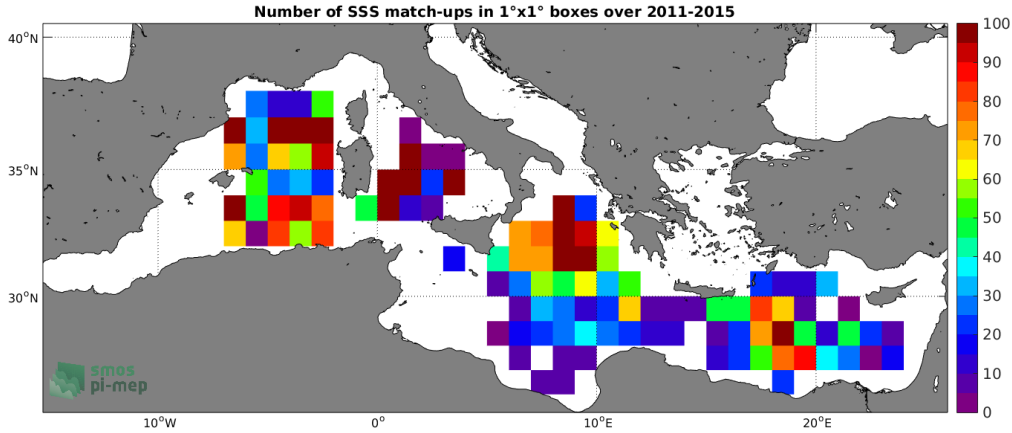 Number of SSS match-ups in 1°x1° boxes over 2011-2015
40°N
35°N
30°N
10°W
0°
10°E
20°E
100
90
80
70
60
50
40
30
20
10
0
smos
pi-mep